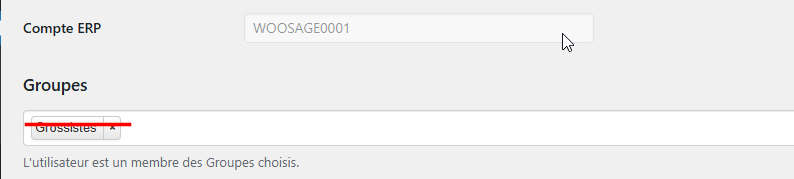 Compte ERP
WOOSAGE0001
Groupes
Grossistes ×
L'utilisateur est un membre des Groupes choisis.